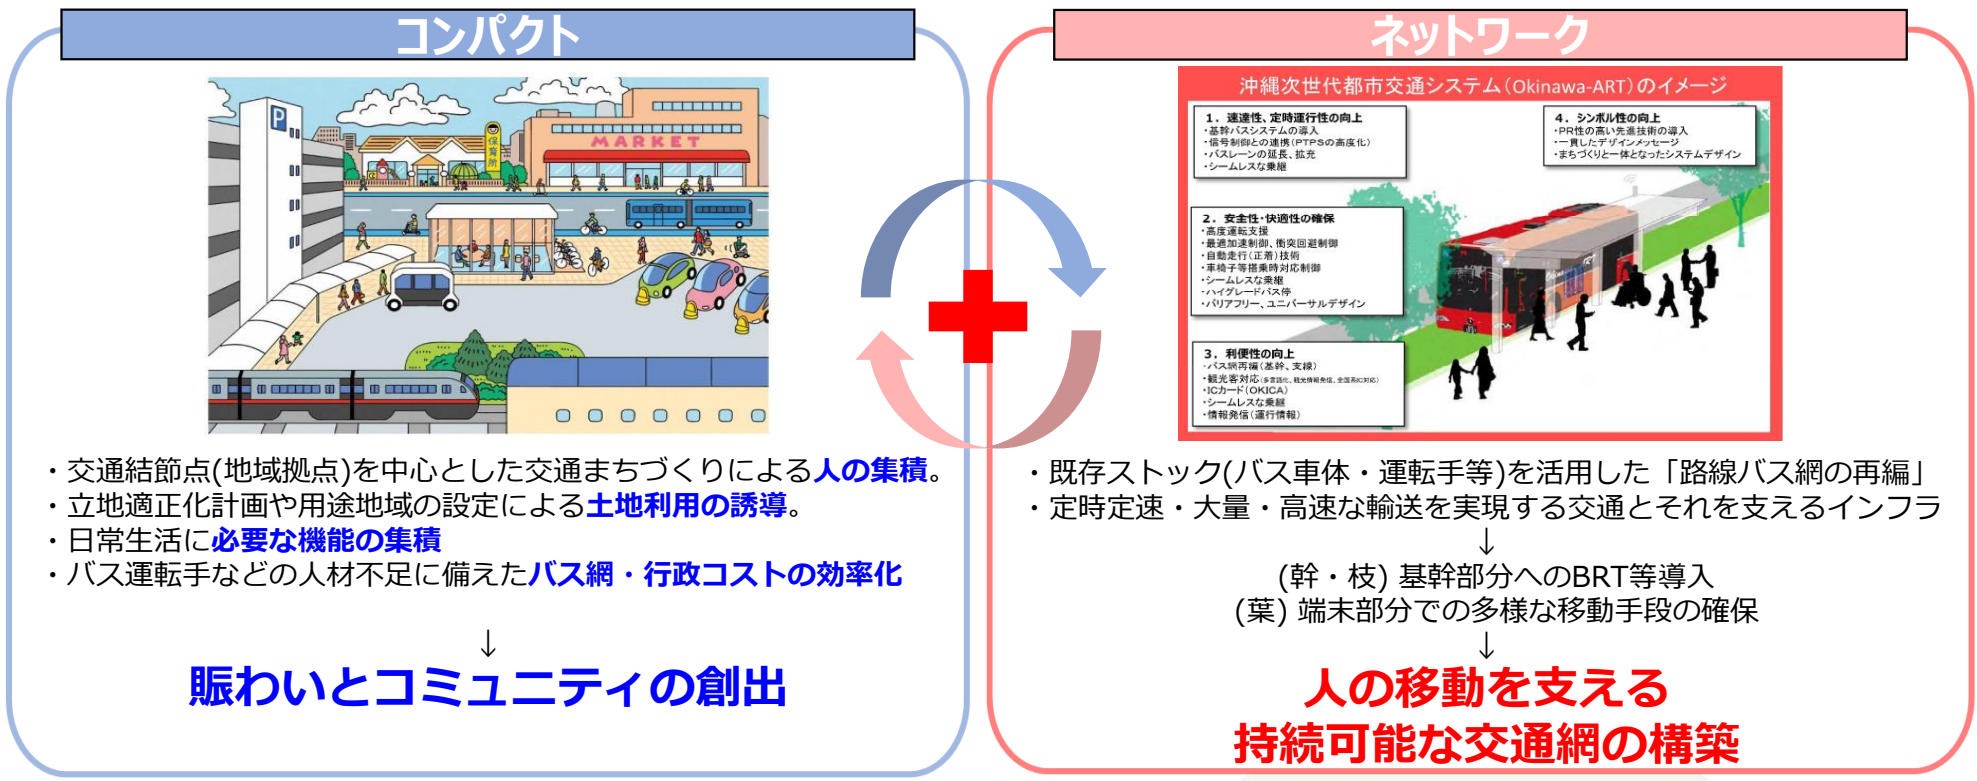 コンパクト
P
保育所
MARKET
・交通結節点(地域拠点)を中心とした交通まちづくりによる人の集積。
・立地適正化計画や用途地域の設定による土地利用の誘導。
・日常生活に必要な機能の集積
・バス運転手などの人材不足に備えたバス網・行政コストの効率化
↓
賑わいとコミュニティの創出
ネットワーク
沖縄次世代都市交通システム(Okinawa-ART)のイメージ
1．速達性、定時運行性の向上
・基幹バスシステムの導入
・信号制御との連携(PTPSの高度化)
・バスレーンの延長、拡充
・シームレスな乗継
4．シンボル性の向上
・PR性の高い先進技術の導入
・一貫したデザインメッセージ
・まちづくりと一体となったシステムデザイン
2．安全性・快適性の確保
・高度運転支援
・最適加速制御、衝突回避制御
・自動走行(正着)技術
・車椅子等搭乗時対応制御
・シームレスな乗継
・ハイグレードバス停
・バリアフリー、ユニバーサルデザイン
3．利便性の向上
・バス網再編(基幹、支線)
・観光客対応(多言語化、観光情報発信、全国系IC対応)
・ICカード(OKICA)
・シームレスな乗継
・情報発信(運行情報)
・既存ストック(バス車体・運転手等)を活用した「路線バス網の再編」
・定時定速・大量・高速な輸送を実現する交通とそれを支えるインフラ
↓
(幹・枝) 基幹部分へのBRT等導入
(葉) 端末部分での多様な移動手段の確保
↓
人の移動を支える
持続可能な交通網の構築